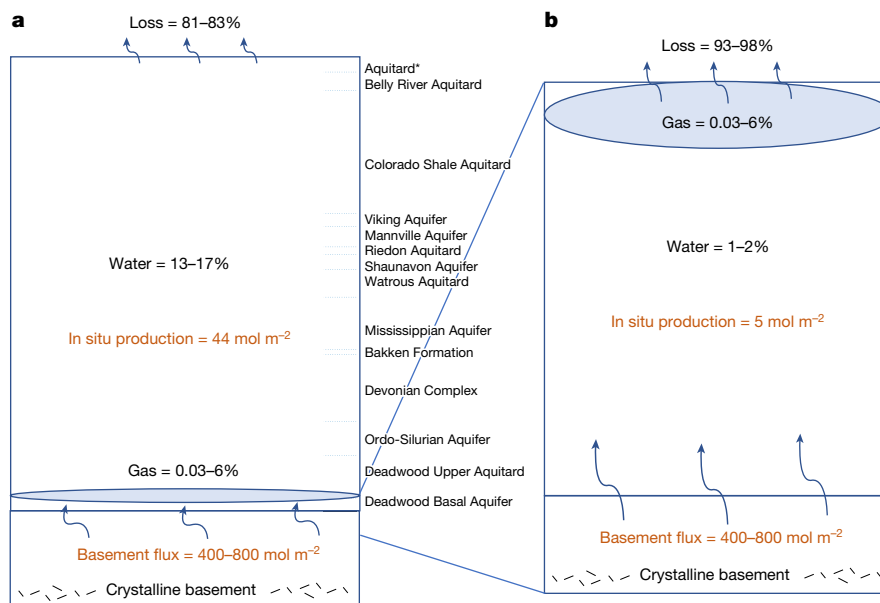 a
Loss = 81–83%
Aquitard*
Belly River Aquitard
Colorado Shale Aquitard
Viking Aquifer
Mannville Aquifer
Riedon Aquitard
Shaunavon Aquifer
Watrous Aquitard
Water = 13–17%
In situ production = 44 mol m⁻²
Mississippian Aquifer
Bakken Formation
Devonian Complex
Ordo-Silurian Aquifer
Gas = 0.03–6%
Deadwood Upper Aquitard
Deadwood Basal Aquifer
Basement flux = 400–800 mol m⁻²
Crystalline basement
b
Loss = 93–98%
Gas = 0.03–6%
Water = 1–2%
In situ production = 5 mol m⁻²
Basement flux = 400–800 mol m⁻²
Crystalline basement